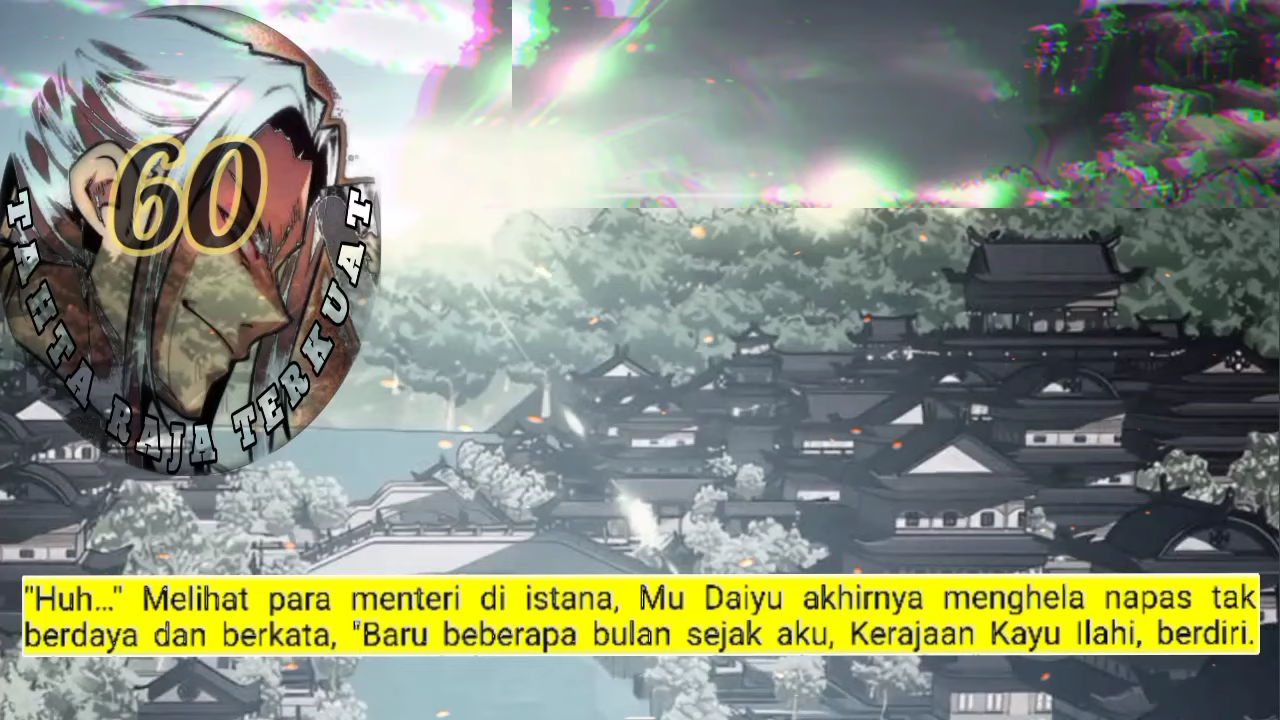 60
TAHTA RAJA TERKUAT
"Huh…" Melihat para menteri di istana, Mu Daiyu akhirnya menghela napas tak
berdaya dan berkata, "Baru beberapa bulan sejak aku, Kerajaan Kayu Ilahi, berdiri.